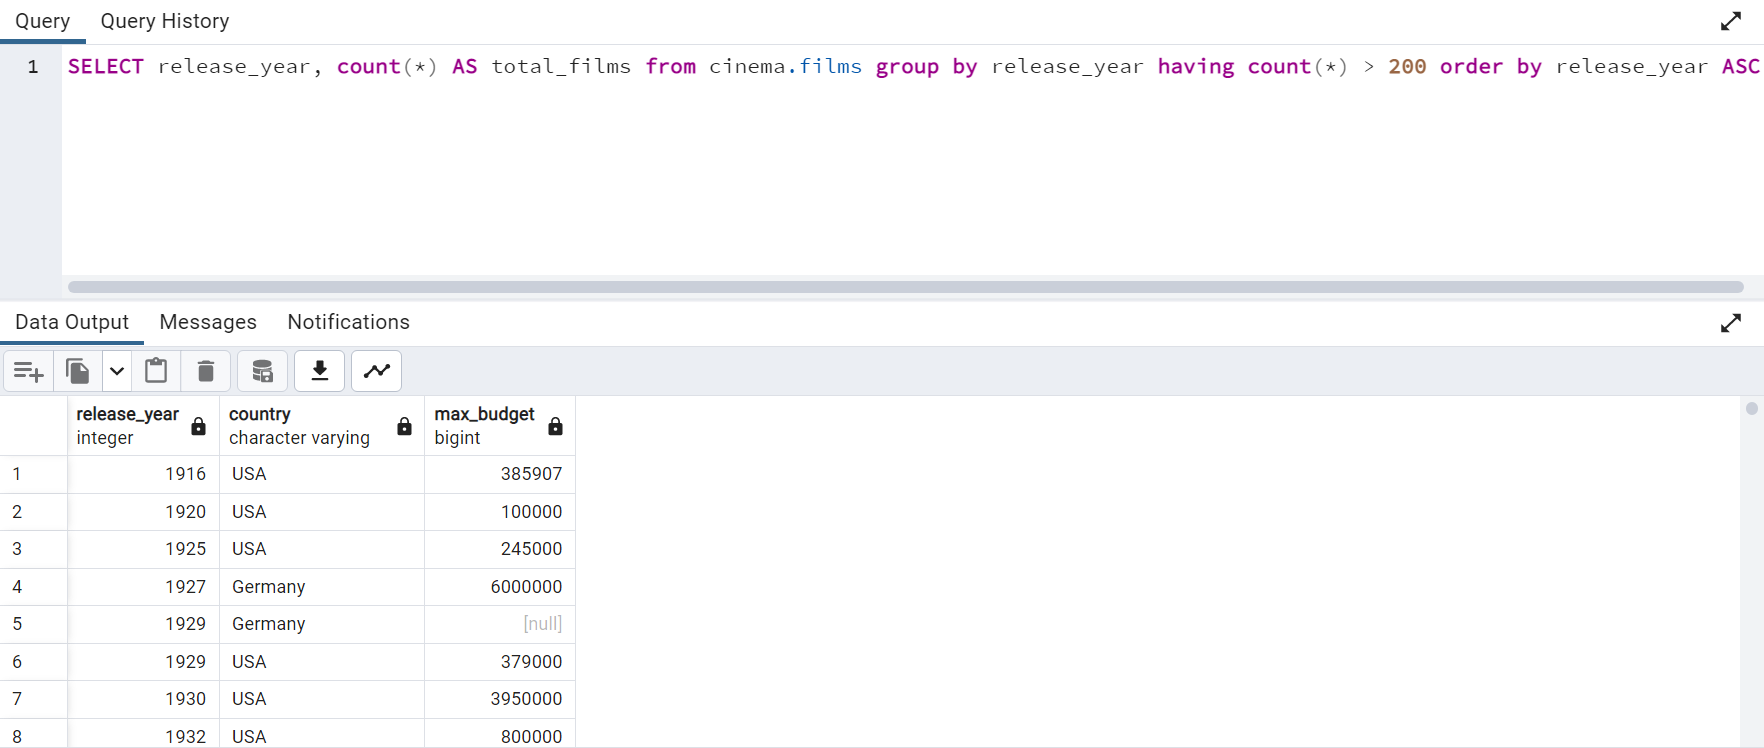 Query Query History
1 SELECT release_year, count(*) AS total_films from cinema.films group by release_year having count(*) > 200 order by release_year ASC
Data Output Messages Notifications
release_year country max_budget
integer character varying bigint
1 1916 USA 385907
2 1920 USA 100000
3 1925 USA 245000
4 1927 Germany 6000000
5 1929 Germany [null]
6 1929 USA 379000
7 1930 USA 3950000
8 1932 USA 800000